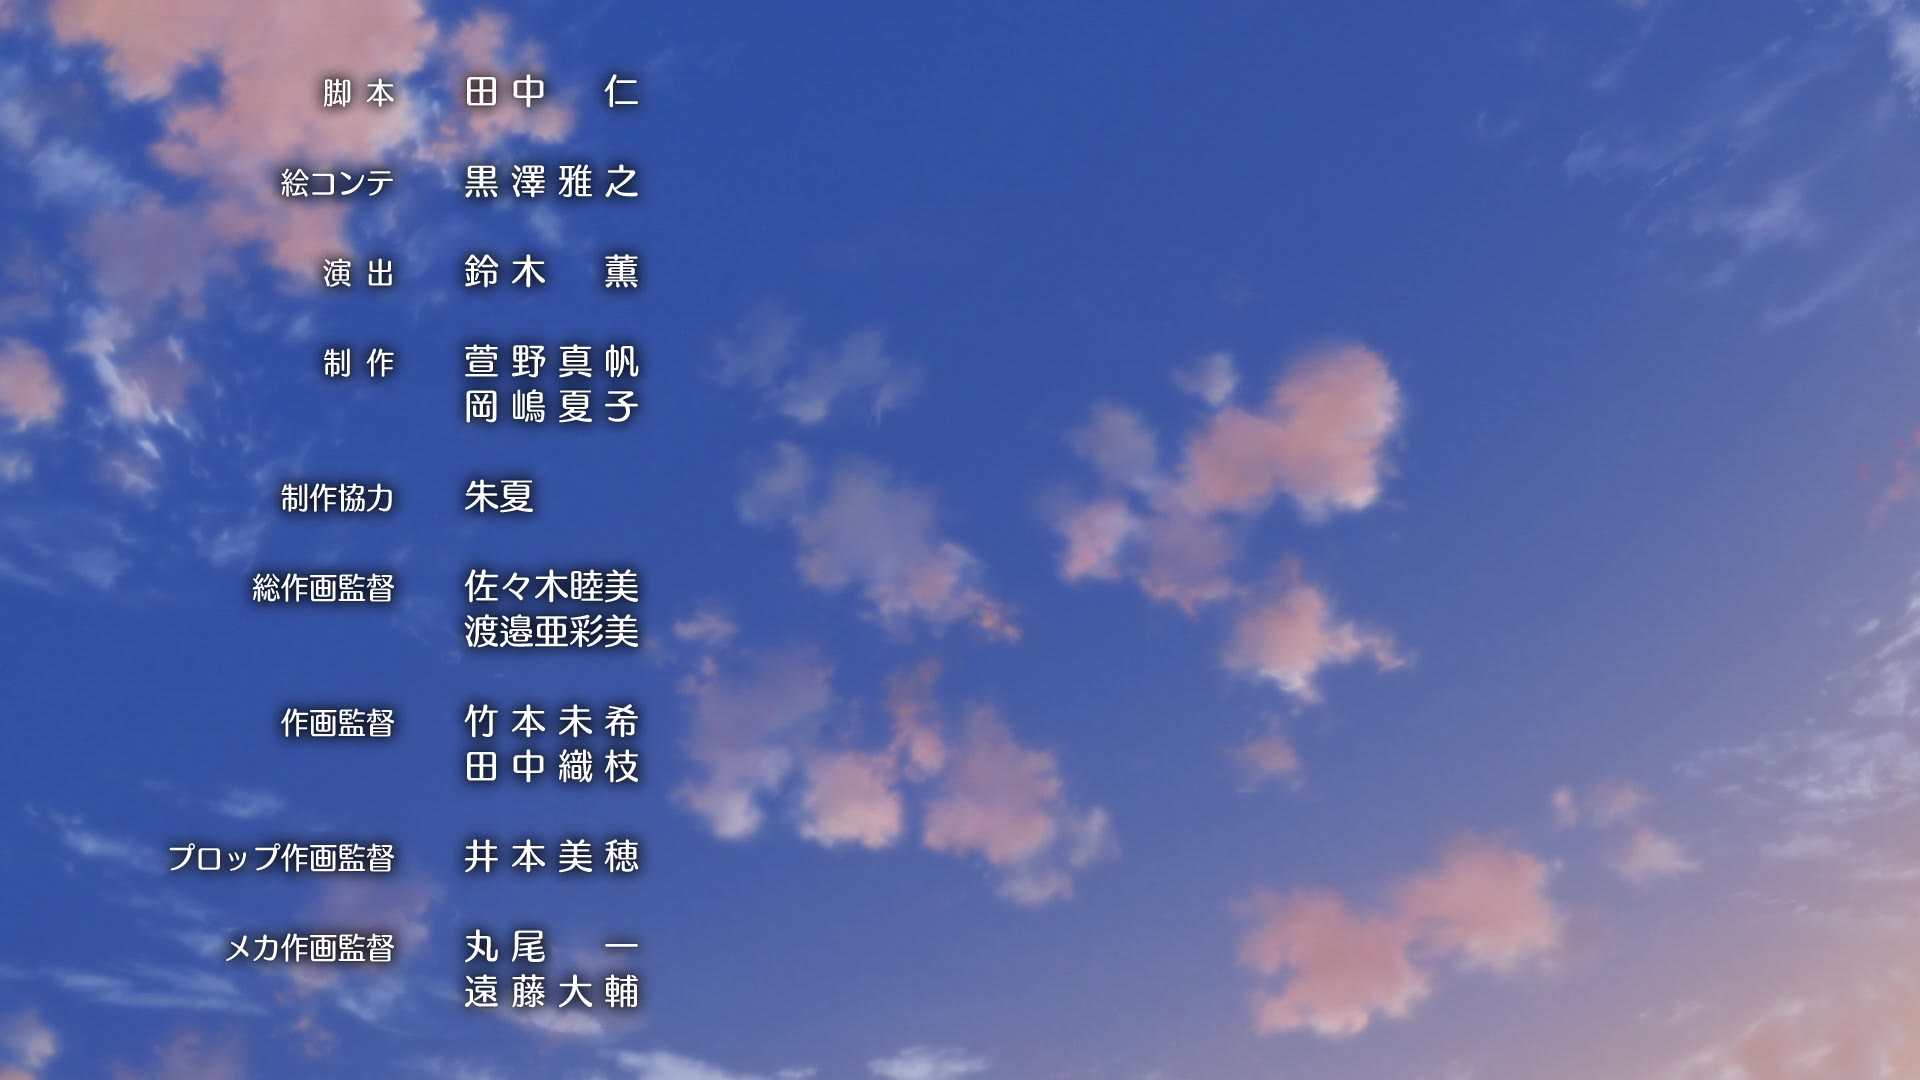 脚本 田中 仁
絵コンテ 黒澤雅之
演出 鈴木 薫
制作 萱野真帆
岡嶋夏子
制作協力 朱夏
総作画監督 佐々木睦美
渡邉亜彩美
作画監督 竹本未希
田中織枝
プロップ作画監督 井本美穂
メカ作画監督 丸尾 一
遠藤大輔